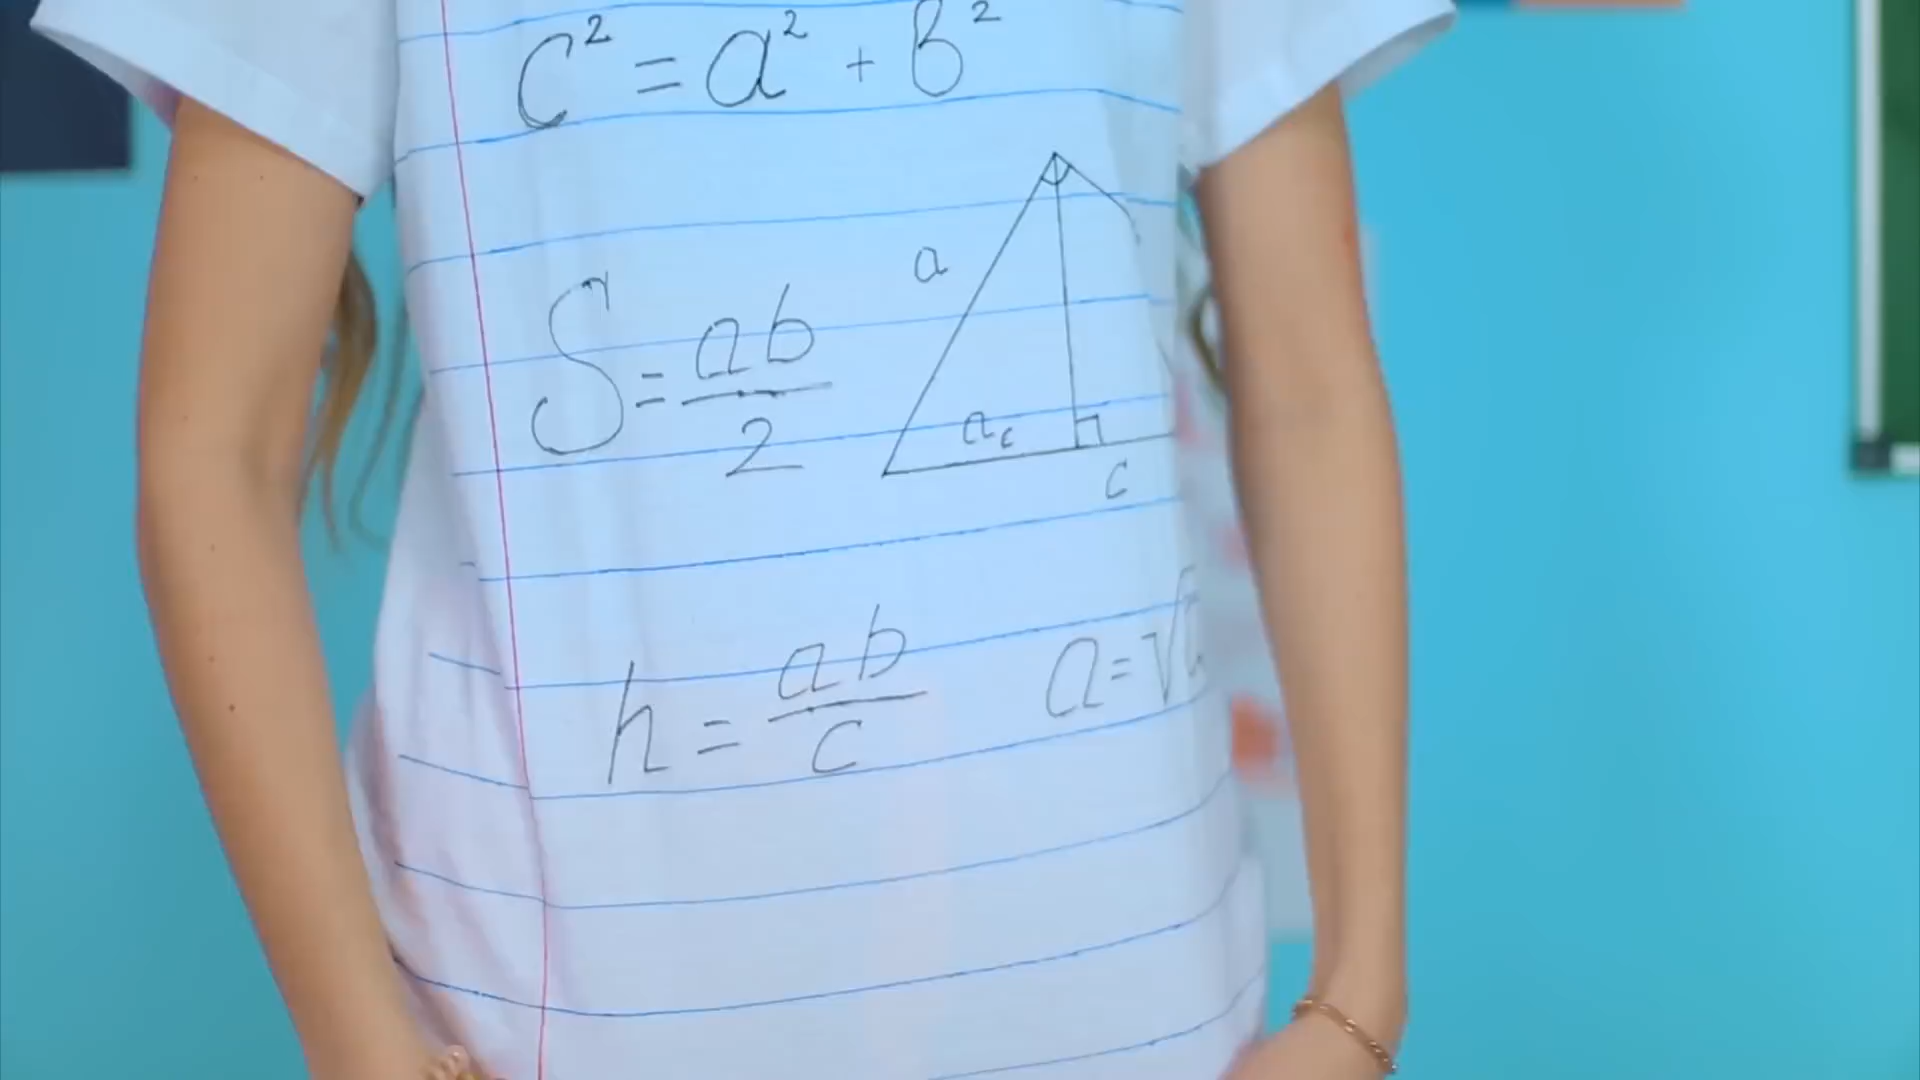 C² = a² + B²
a
S = ab/2
a_c
c
h = ab/c
a = √